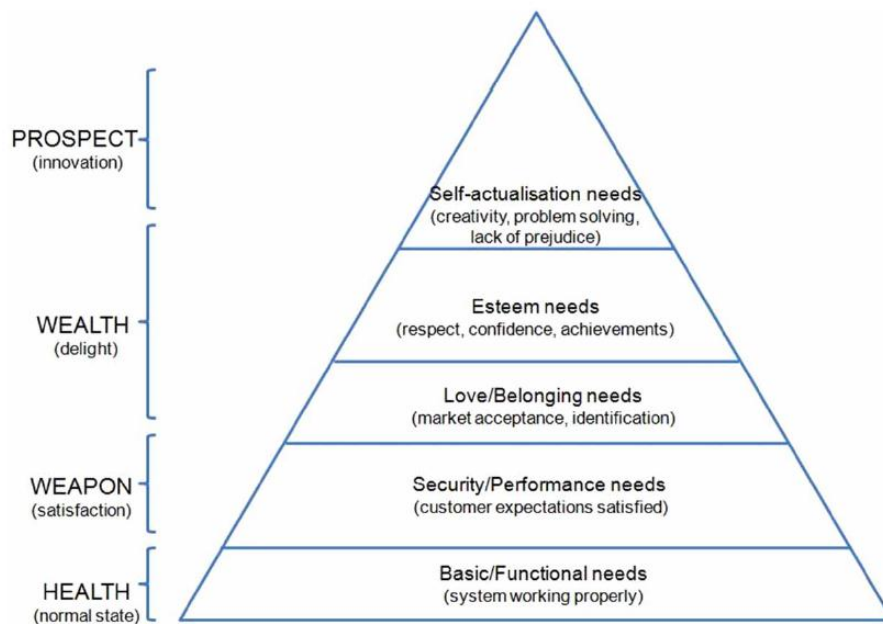 PROSPECT
(innovation)
Self-actualisation needs
(creativity, problem solving,
lack of prejudice)
WEALTH
(delight)
Esteem needs
(respect, confidence, achievements)
Love/Belonging needs
(market acceptance, identification)
WEAPON
(satisfaction)
Security/Performance needs
(customer expectations satisfied)
HEALTH
(normal state)
Basic/Functional needs
(system working properly)